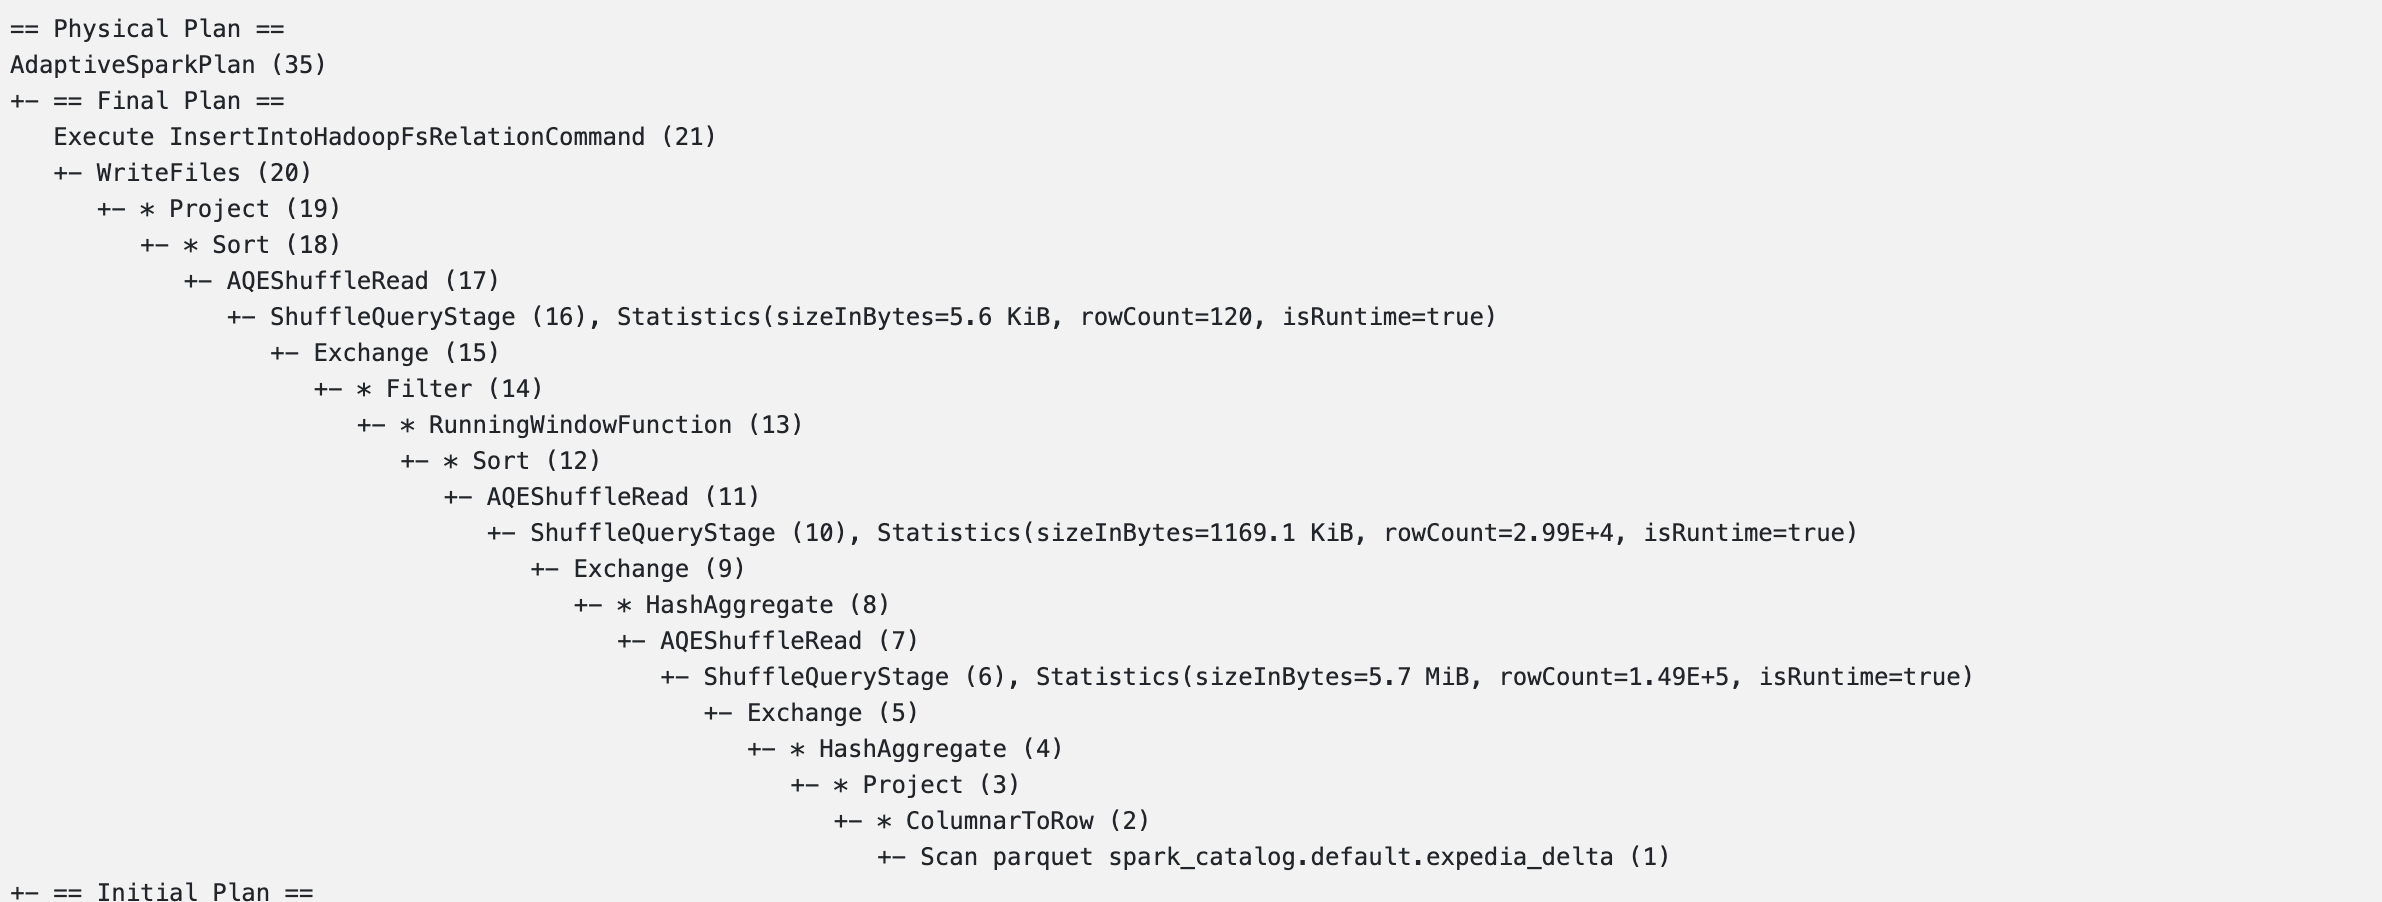 == Physical Plan ==
AdaptiveSparkPlan (35)
+- == Final Plan ==
   Execute InsertIntoHadoopFsRelationCommand (21)
   +- WriteFiles (20)
      +- * Project (19)
         +- * Sort (18)
            +- AQEShuffleRead (17)
               +- ShuffleQueryStage (16), Statistics(sizeInBytes=5.6 KiB, rowCount=120, isRuntime=true)
                  +- Exchange (15)
                     +- * Filter (14)
                        +- * RunningWindowFunction (13)
                           +- * Sort (12)
                              +- AQEShuffleRead (11)
                                 +- ShuffleQueryStage (10), Statistics(sizeInBytes=1169.1 KiB, rowCount=2.99E+4, isRuntime=true)
                                    +- Exchange (9)
                                       +- * HashAggregate (8)
                                          +- AQEShuffleRead (7)
                                             +- ShuffleQueryStage (6), Statistics(sizeInBytes=5.7 MiB, rowCount=1.49E+5, isRuntime=true)
                                                +- Exchange (5)
                                                   +- * HashAggregate (4)
                                                      +- * Project (3)
                                                         +- * ColumnarToRow (2)
                                                            +- Scan parquet spark_catalog.default.expedia_delta (1)
+- == Initial Plan ==